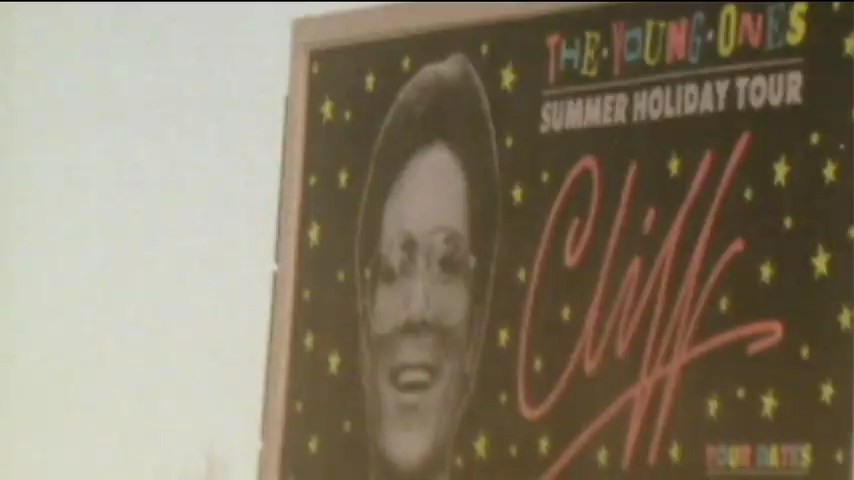 THE·YOUNG·ONES
SUMMER HOLIDAY TOUR
Cliff
TOUR DATES